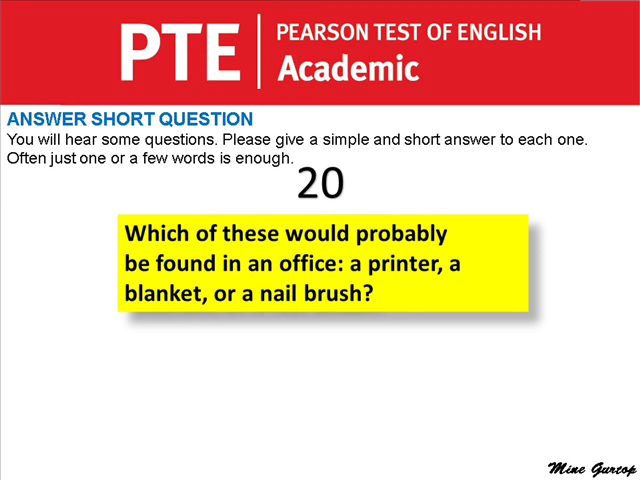 PTE
PEARSON TEST OF ENGLISH
Academic
ANSWER SHORT QUESTION
You will hear some questions. Please give a simple and short answer to each one.
Often just one or a few words is enough.
20
Which of these would probably
be found in an office: a printer, a
blanket, or a nail brush?
Mine Gurtop